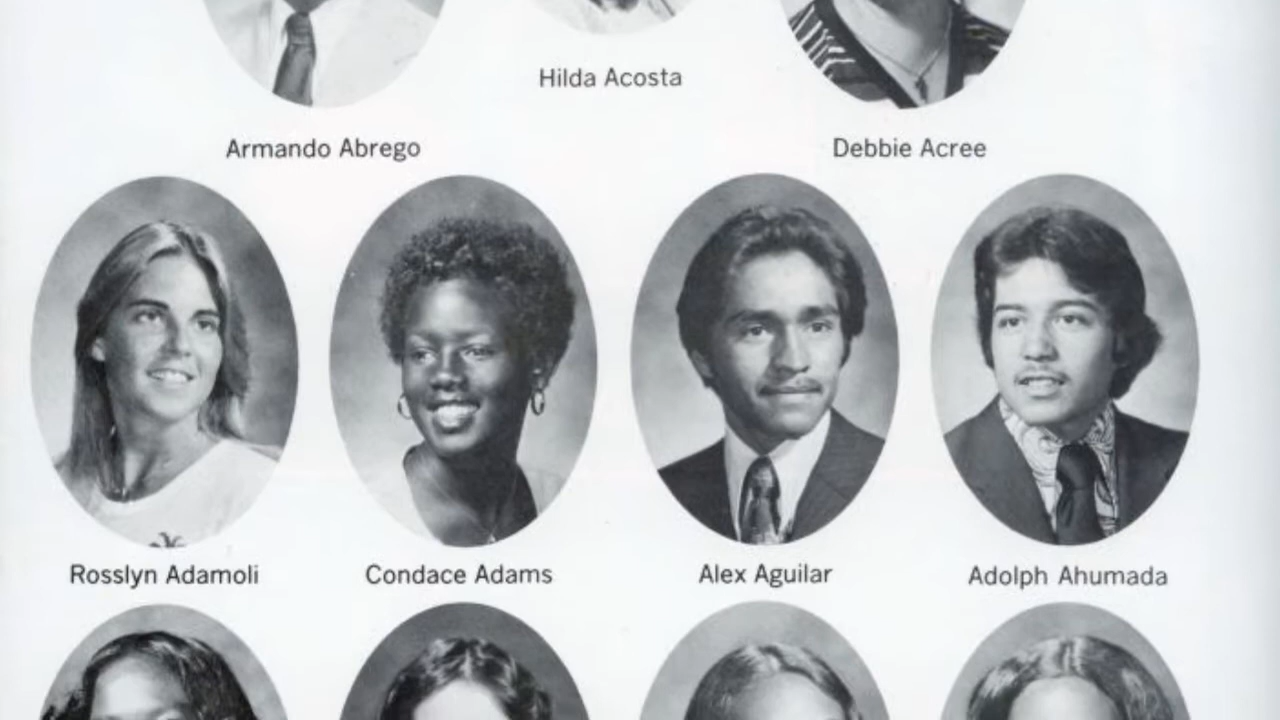 Hilda Acosta
Armando Abrego
Debbie Acree
Rosslyn Adamoli
Condace Adams
Alex Aguilar
Adolph Ahumada